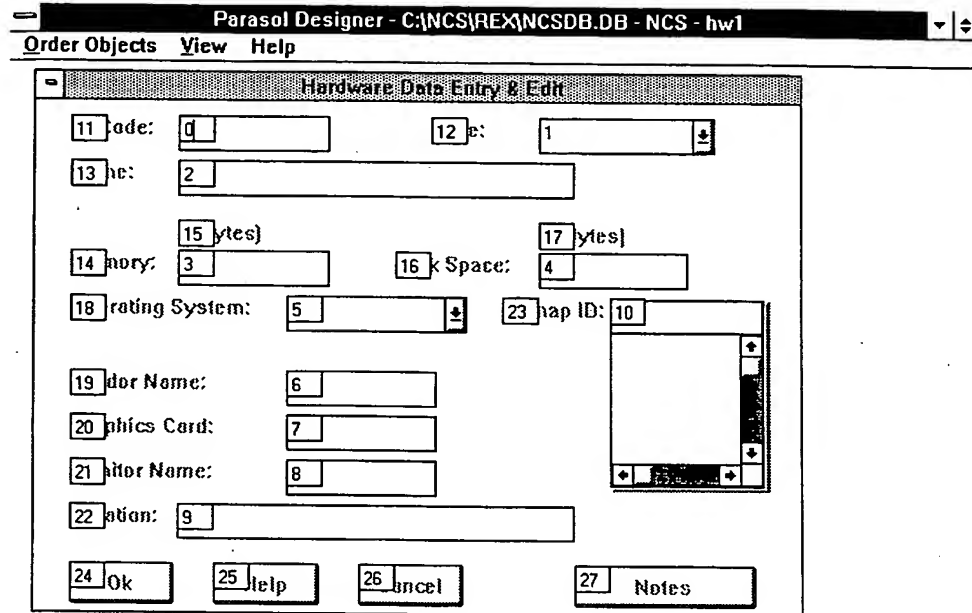 Parasol Designer - C:\NCS\REX\NCSDB.DB - NCS - hw1
Order Objects View Help
Hardware Data Entry & Edit
11 ode: 0 12 e: 1
13 ne: 2
15 ytes) 17 ytes)
14 nory: 3 16 k Space: 4
18 rating System: 5 23 nap ID: 10
19 dor Name: 6
20 phics Card: 7
21 itor Name: 8
22 ation: 9
24 Ok 25 Help 26 ancel 27 Notes